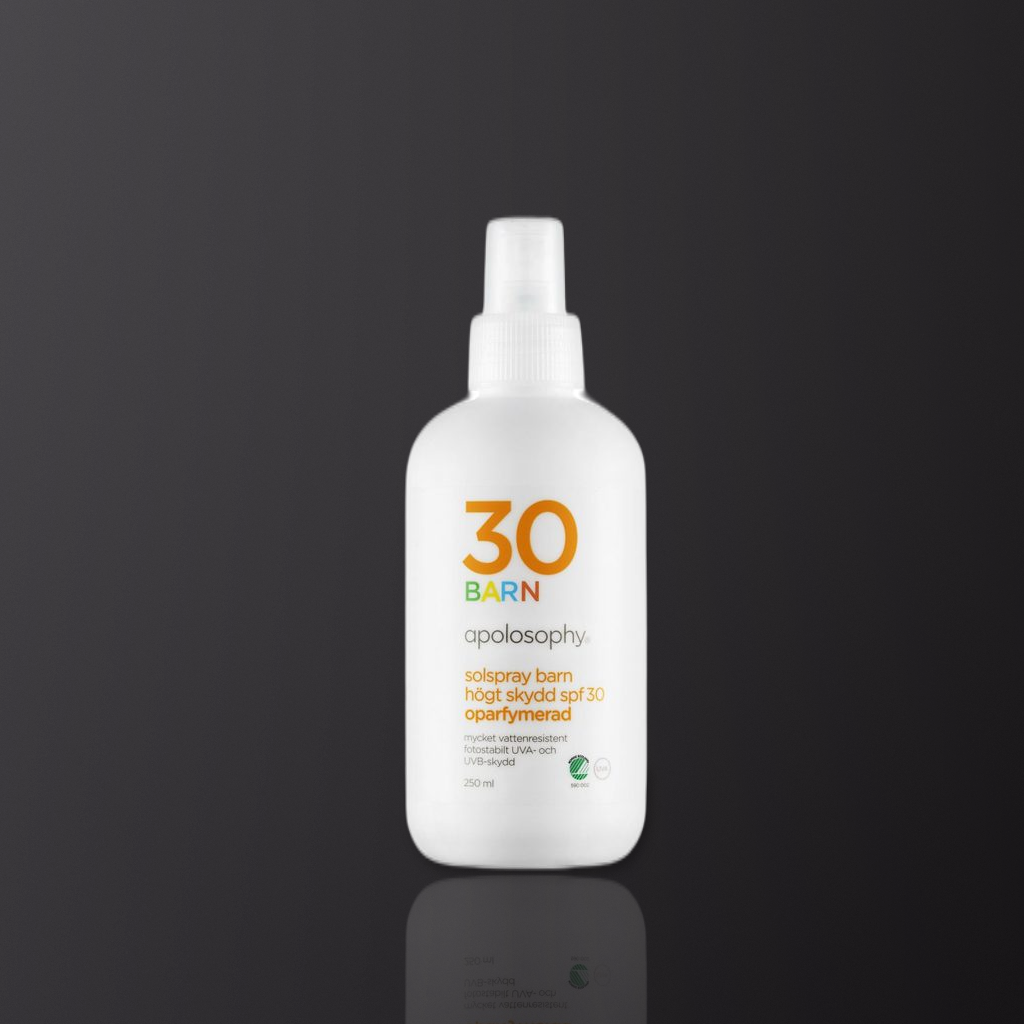 30
BARN
apolosophy®
solspray barn
högt skydd spf 30
oparfymerad
mycket vattenresistent
fotostabilt UVA- och
UVB-skydd
250 ml
UVA